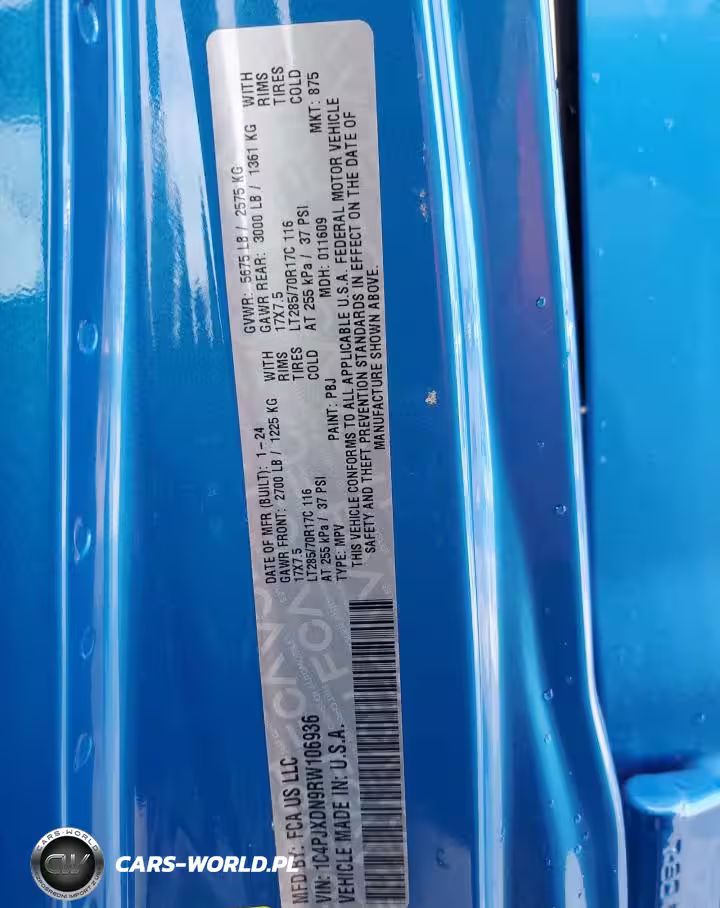 MFD BY: FCA US LLC
DATE OF MFR (BUILT): 1-24
GVWR: 5675 LB / 2575 KG
VIN: 1C4PJXDN9RW106936
VEHICLE MADE IN: U.S.A.
GAWR FRONT: 2700 LB / 1225 KG WITH
17X7.5 RIMS
LT285/70R17C 116 TIRES
AT 255 kPa / 37 PSI COLD
GAWR REAR: 3000 LB / 1361 KG WITH
17X7.5 RIMS
LT285/70R17C 116 TIRES
AT 255 kPa / 37 PSI COLD
TYPE: MPV PAINT: PBJ MDH: 011609 MKT: 875
THIS VEHICLE CONFORMS TO ALL APPLICABLE U.S.A. FEDERAL MOTOR VEHICLE
SAFETY AND THEFT PREVENTION STANDARDS IN EFFECT ON THE DATE OF
MANUFACTURE SHOWN ABOVE.
CARS-WORLD
CW
CARS-WORLD.PL